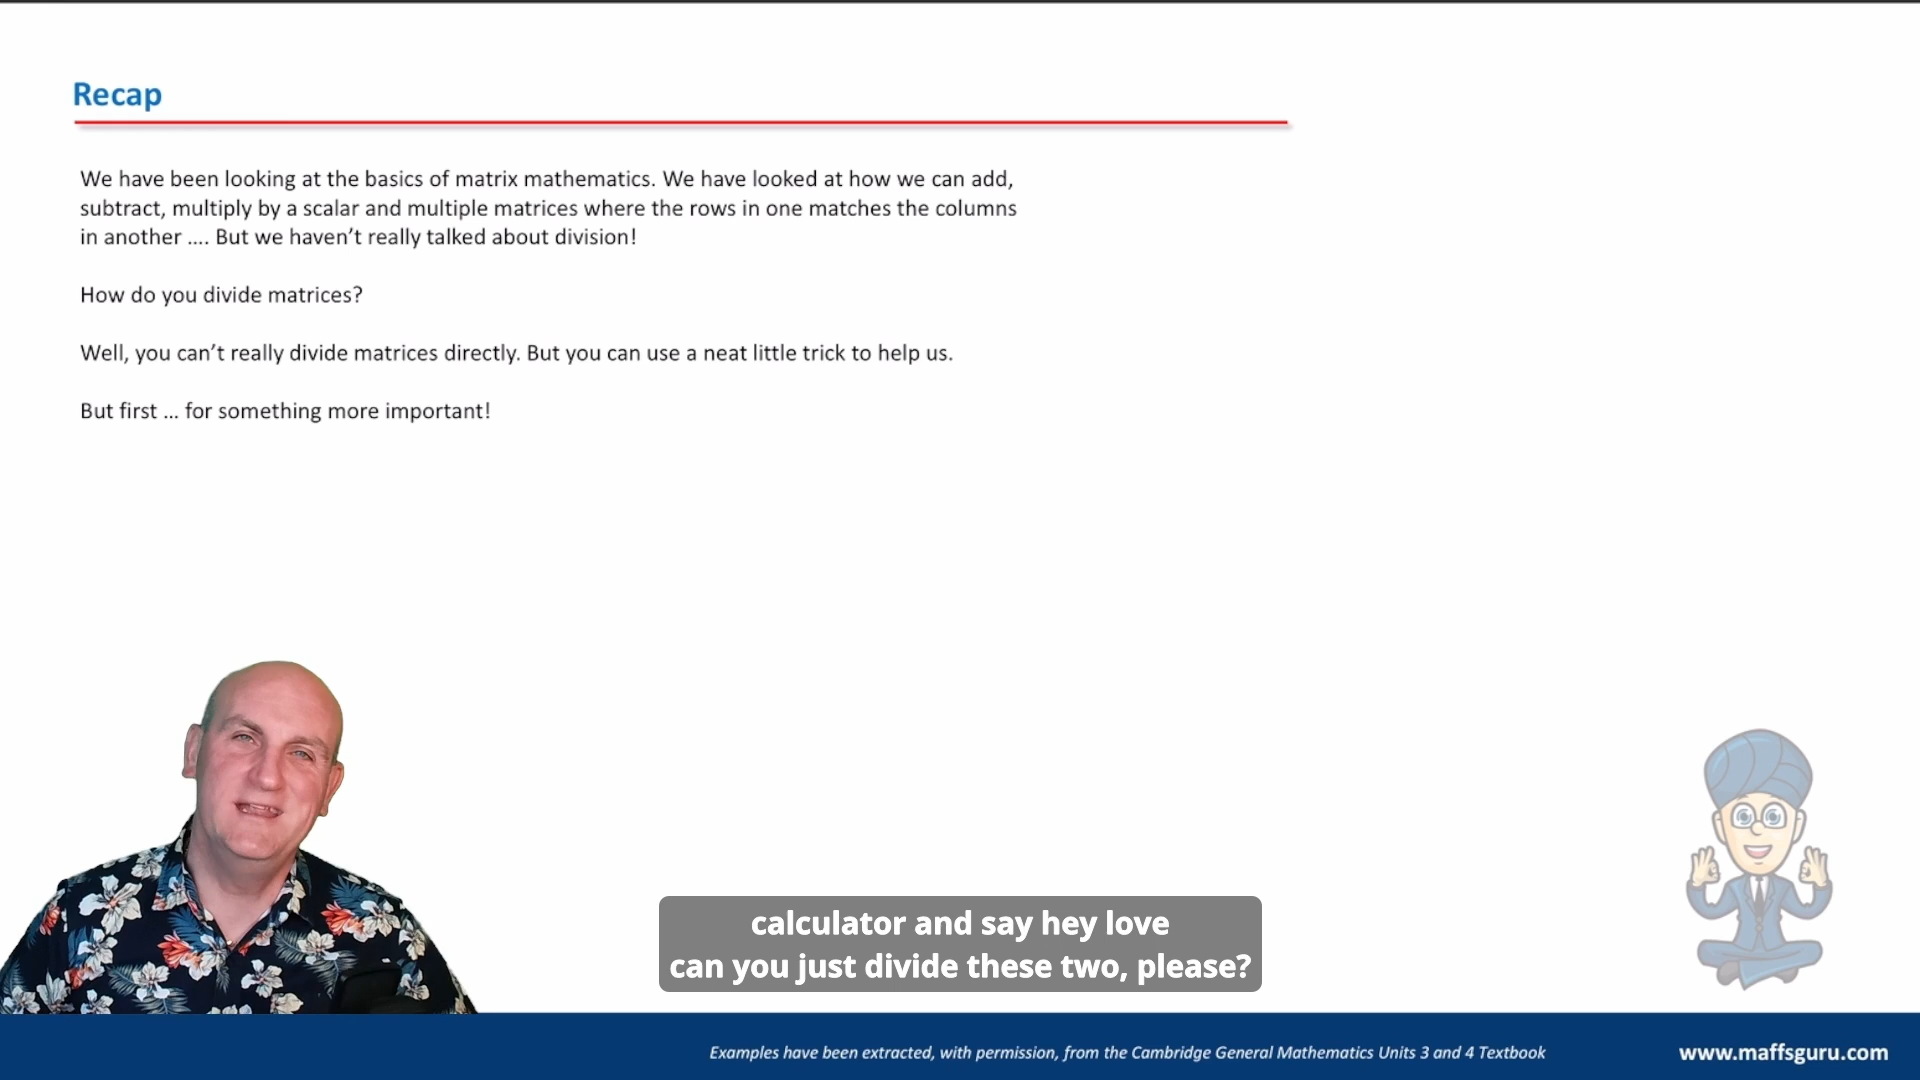 Recap
We have been looking at the basics of matrix mathematics. We have looked at how we can add,
subtract, multiply by a scalar and multiple matrices where the rows in one matches the columns
in another .... But we haven’t really talked about division!
How do you divide matrices?
Well, you can’t really divide matrices directly. But you can use a neat little trick to help us.
But first ... for something more important!
calculator and say hey love
can you just divide these two, please?
Examples have been extracted, with permission, from the Cambridge General Mathematics Units 3 and 4 Textbook
www.maffsguru.com